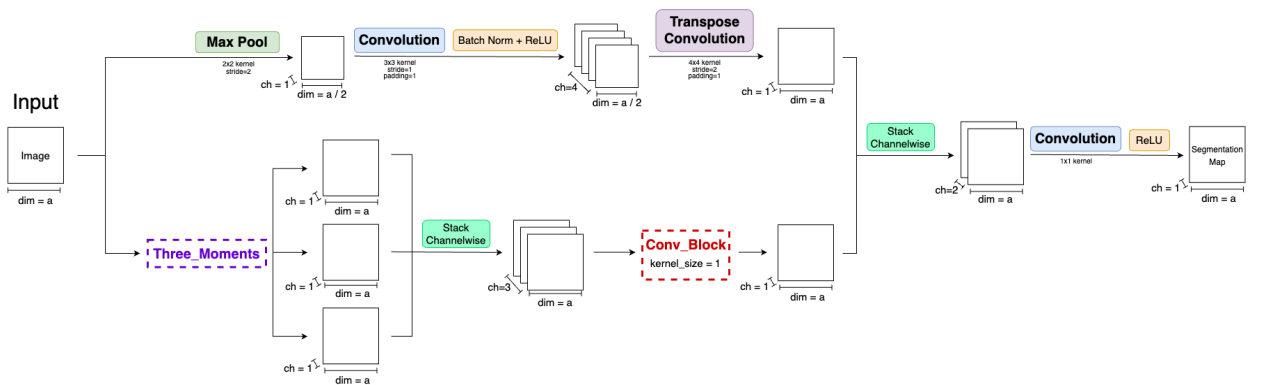 Input
Image
dim = a
Max Pool
2x2 kernel
stride=2
ch = 1
dim = a / 2
Convolution
3x3 kernel
stride=1
padding=1
Batch Norm + ReLU
ch=4
dim = a / 2
Transpose
Convolution
4x4 kernel
stride=2
padding=1
ch = 1
dim = a
Three_Moments
ch = 1
dim = a
ch = 1
dim = a
ch = 1
dim = a
Stack
Channelwise
ch=3
dim = a
Conv_Block
kernel_size = 1
ch = 1
dim = a
Stack
Channelwise
ch=2
dim = a
Convolution
1x1 kernel
ReLU
Segmentation
Map
ch = 1
dim = a